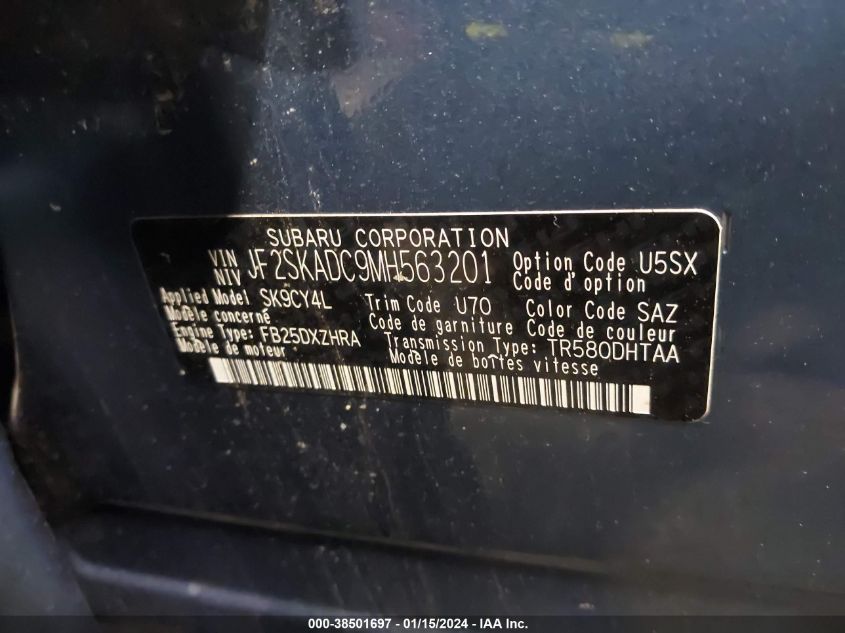 SUBARU CORPORATION
VIN NIV JF2SKADC9MH563201 Option Code U5SX
Code d'option
Applied Model SK9CY4L Trim Code U70 Color Code SAZ
Modèle concerné Code de garniture Code de couleur
Engine Type: FB25DXZHRA Transmission Type: TR580DHTAA
Modèle de moteur Modèle de boîtes vitesse
000-38501697 - 01/15/2024 - IAA Inc.